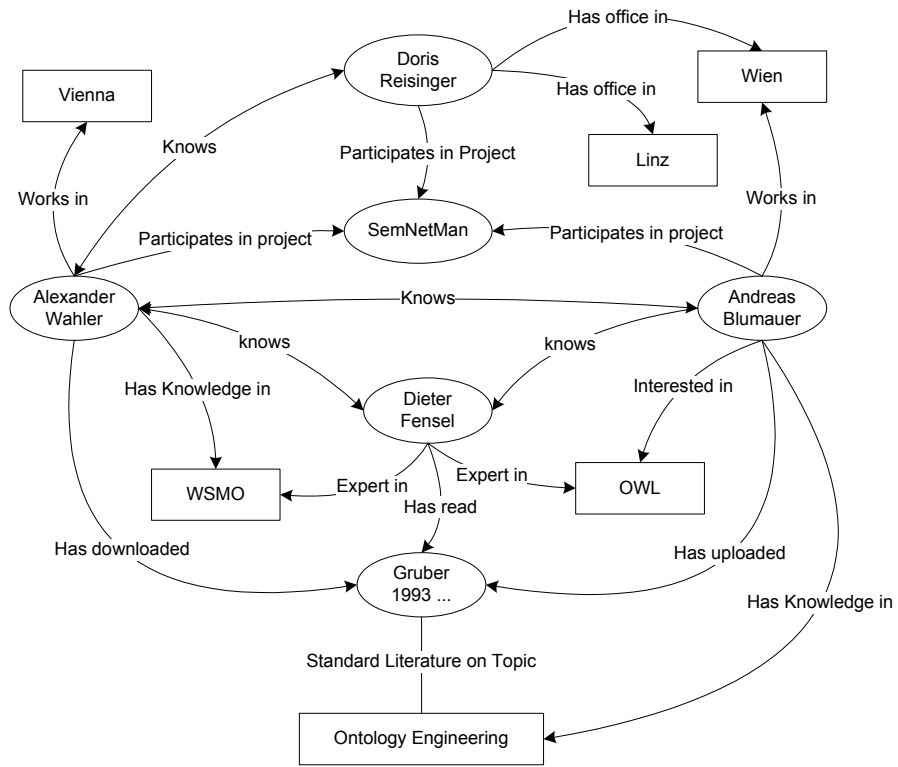 Has office in
Doris
Reisinger
Wien
Vienna
Has office in
Knows
Participates in Project
Linz
Works in
Works in
SemNetMan
Participates in project
Participates in project
Alexander
Wahler
Knows
Andreas
Blumauer
knows
knows
Has Knowledge in
Dieter
Fensel
Interested in
WSMO
Expert in
Expert in
OWL
Has read
Has downloaded
Has uploaded
Gruber
1993 ...
Has Knowledge in
Standard Literature on Topic
Ontology Engineering